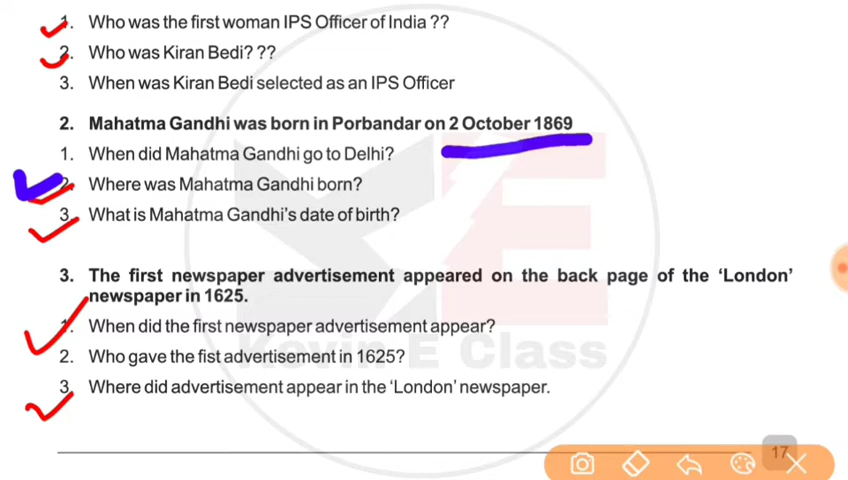 1. Who was the first woman IPS Officer of India ??
2. Who was Kiran Bedi? ??
3. When was Kiran Bedi selected as an IPS Officer
2. Mahatma Gandhi was born in Porbandar on 2 October 1869
1. When did Mahatma Gandhi go to Delhi?
2. Where was Mahatma Gandhi born?
3. What is Mahatma Gandhi's date of birth?
3. The first newspaper advertisement appeared on the back page of the ‘London’
newspaper in 1625.
1. When did the first newspaper advertisement appear?
Kevin E Class
2. Who gave the fist advertisement in 1625?
3. Where did advertisement appear in the ‘London’ newspaper.
17